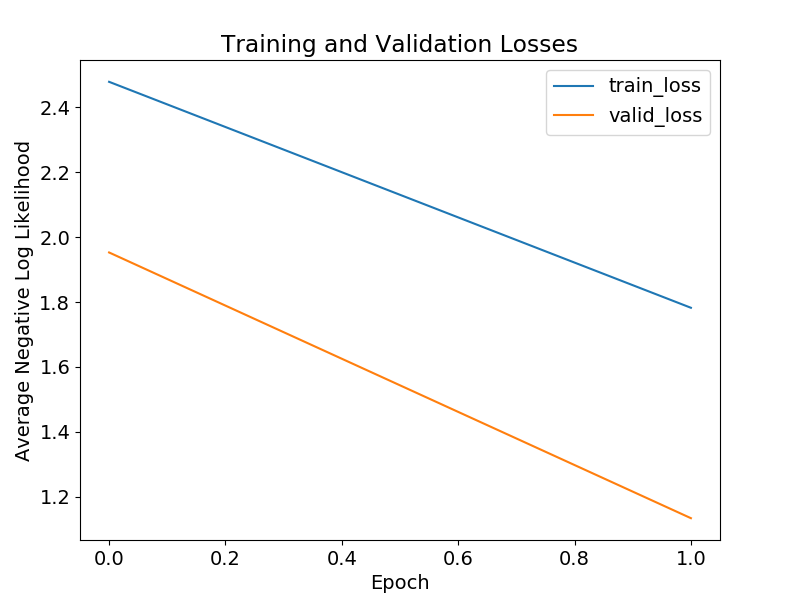 Training and Validation Losses
train_loss
valid_loss
Average Negative Log Likelihood
2.4
2.2
2.0
1.8
1.6
1.4
1.2
0.0 0.2 0.4 0.6 0.8 1.0
Epoch